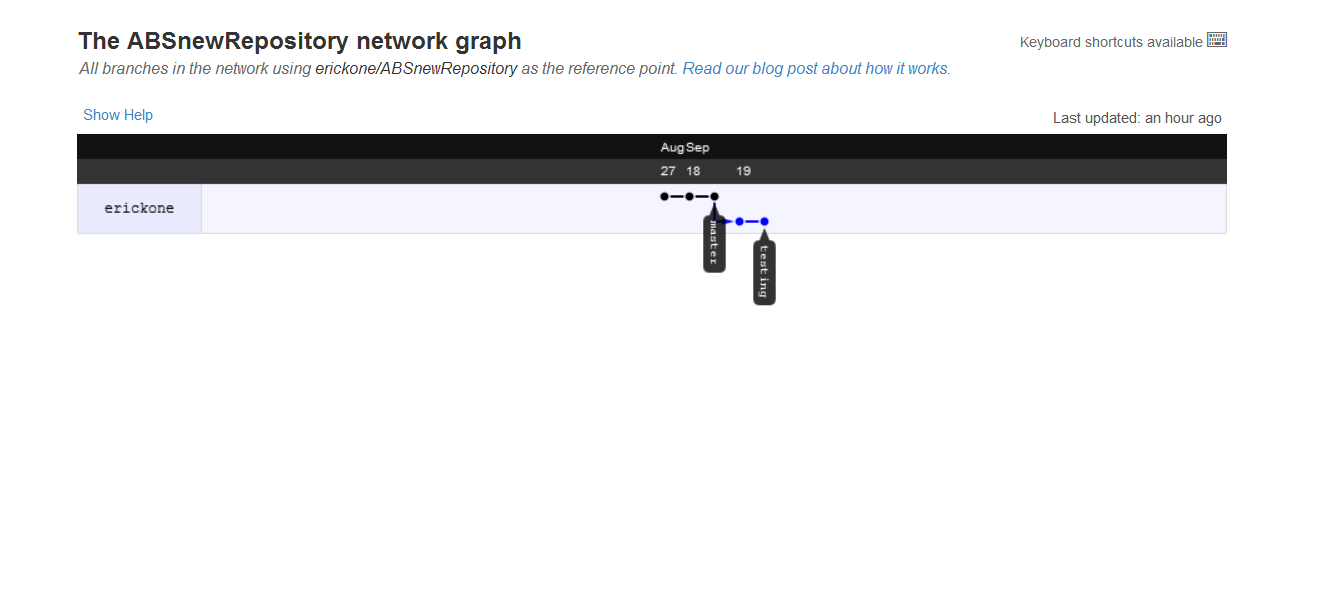 The ABSnewRepository network graph
Keyboard shortcuts available
All branches in the network using erickone/ABSnewRepository as the reference point. Read our blog post about how it works.
Show Help
Last updated: an hour ago
Aug Sep
27 18 19
erickone
master
testing